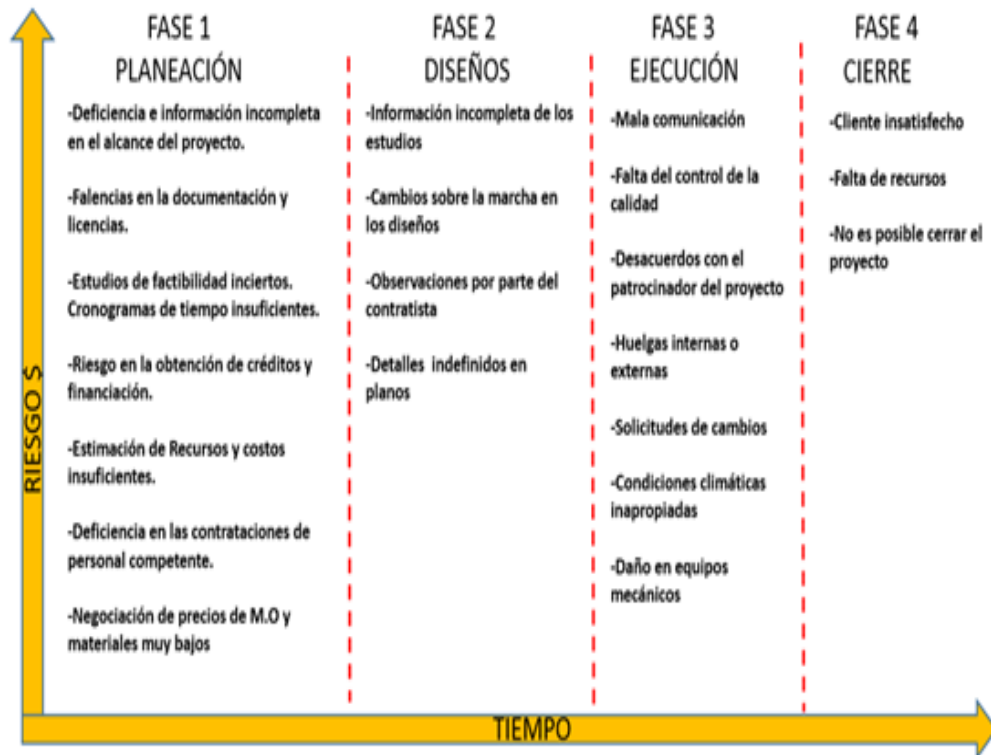 FASE 1
PLANEACIÓN
-Deficiencia e información incompleta
en el alcance del proyecto.
-Falencias en la documentación y
licencias.
-Estudios de factibilidad inciertos.
Cronogramas de tiempo insuficientes.
-Riesgo en la obtención de créditos y
financiación.
-Estimación de Recursos y costos
insuficientes.
-Deficiencia en las contrataciones de
personal competente.
-Negociación de precios de M.O y
materiales muy bajos
FASE 2
DISEÑOS
-Información incompleta de los
estudios
-Cambios sobre la marcha en
los diseños
-Observaciones por parte del
contratista
-Detalles indefinidos en
planos
FASE 3
EJECUCIÓN
-Mala comunicación
-Falta del control de la
calidad
-Desacuerdos con el
patrocinador del proyecto
-Huelgas internas o
externas
-Solicitudes de cambios
-Condiciones climáticas
inapropiadas
-Daño en equipos
mecánicos
FASE 4
CIERRE
-Cliente insatisfecho
-Falta de recursos
-No es posible cerrar el
proyecto
RIESGO $
TIEMPO